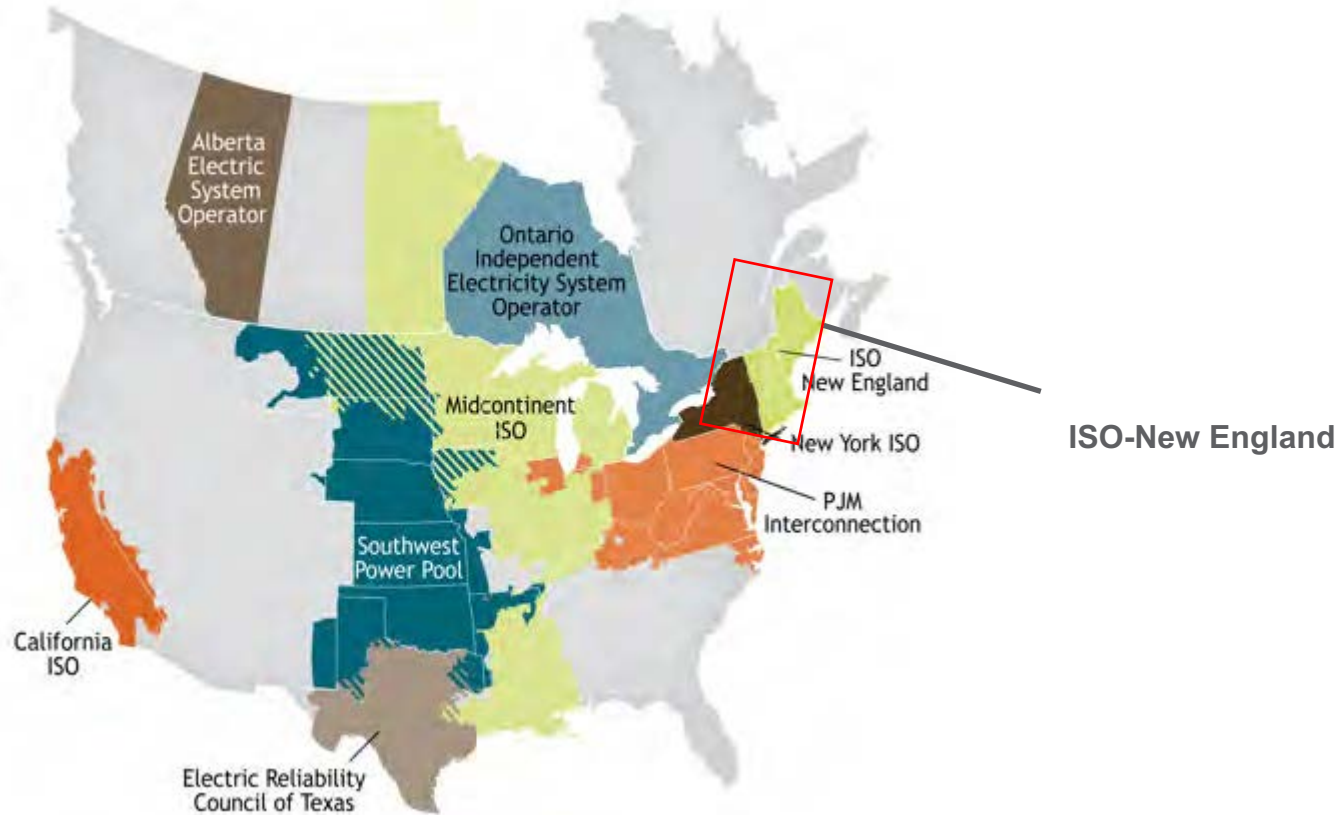 Alberta
Electric
System
Operator
Ontario
Independent
Electricity System
Operator
ISO
New England
Midcontinent
ISO
New York ISO
ISO-New England
PJM
Interconnection
Southwest
Power Pool
California
ISO
Electric Reliability
Council of Texas